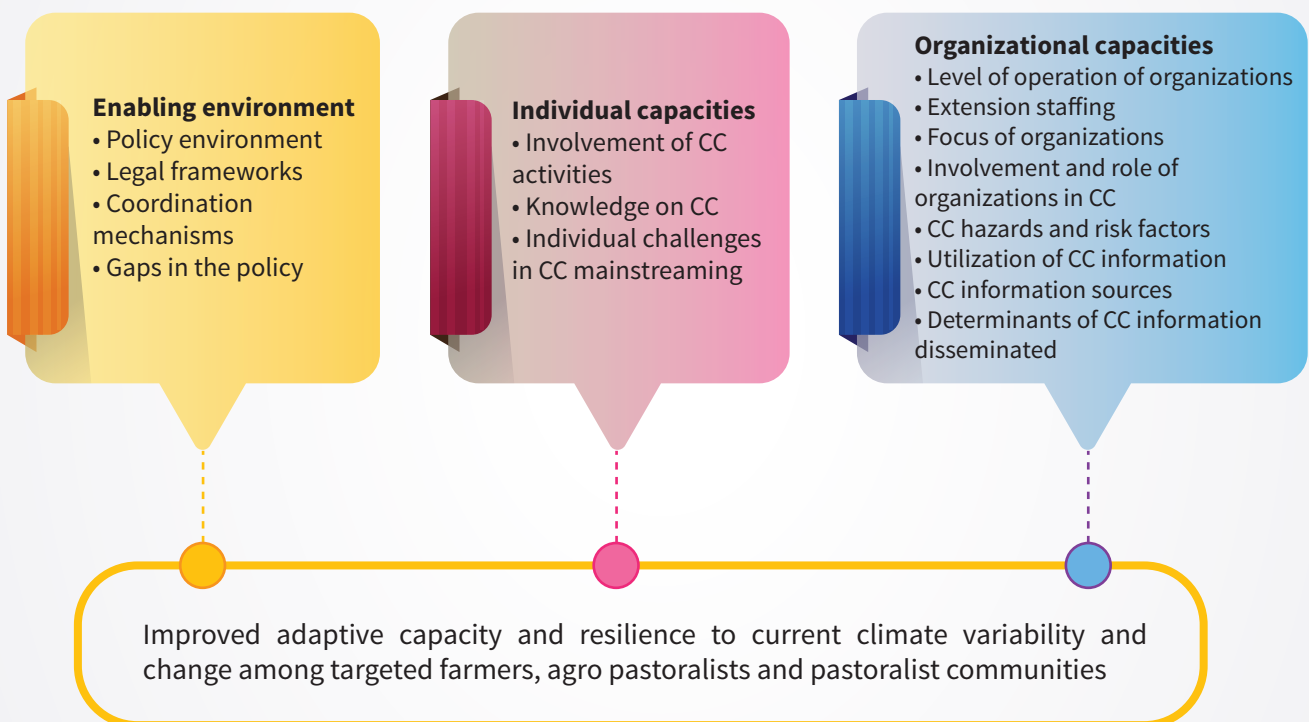 Enabling environment
• Policy environment
• Legal frameworks
• Coordination
mechanisms
• Gaps in the policy
Individual capacities
• Involvement of CC
activities
• Knowledge on CC
• Individual challenges
in CC mainstreaming
Organizational capacities
• Level of operation of organizations
• Extension staffing
• Focus of organizations
• Involvement and role of
organizations in CC
• CC hazards and risk factors
• Utilization of CC information
• CC information sources
• Determinants of CC information
disseminated
Improved adaptive capacity and resilience to current climate variability and
change among targeted farmers, agro pastoralists and pastoralist communities